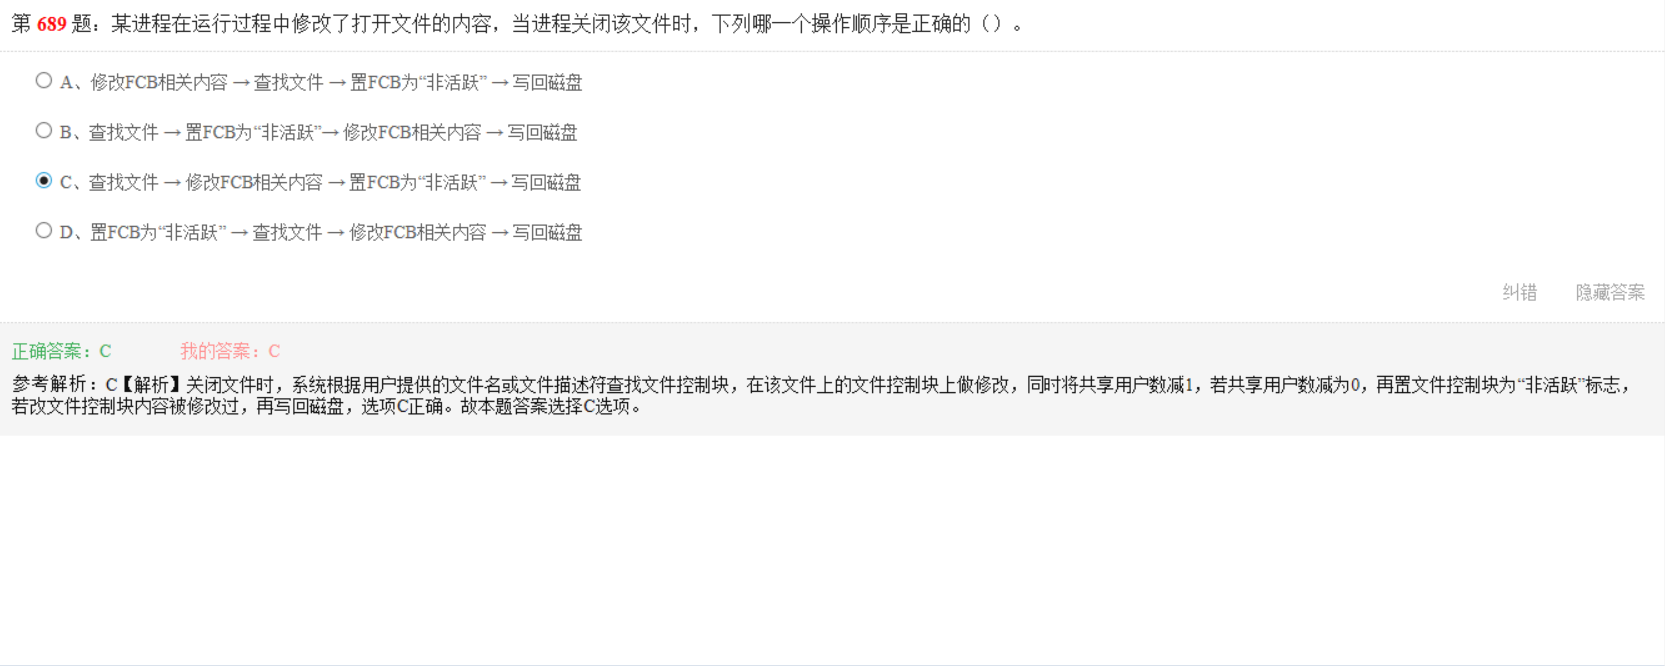 第 689 题：某进程在运行过程中修改了打开文件的内容，当进程关闭该文件时，下列哪一个操作顺序是正确的（）。
A、修改FCB相关内容 → 查找文件 → 置FCB为“非活跃” → 写回磁盘
B、查找文件 → 置FCB为“非活跃”→ 修改FCB相关内容 → 写回磁盘
C、查找文件 → 修改FCB相关内容 → 置FCB为“非活跃” → 写回磁盘
D、置FCB为“非活跃” → 查找文件 → 修改FCB相关内容 → 写回磁盘
纠错 隐藏答案
正确答案：C 我的答案：C
参考解析：C【解析】关闭文件时，系统根据用户提供的文件名或文件描述符查找文件控制块，在该文件上的文件控制块上做修改，同时将共享用户数减1，若共享用户数减为0，再置文件控制块为“非活跃”标志，
若改文件控制块内容被修改过，再写回磁盘，选项C正确。故本题答案选择C选项。